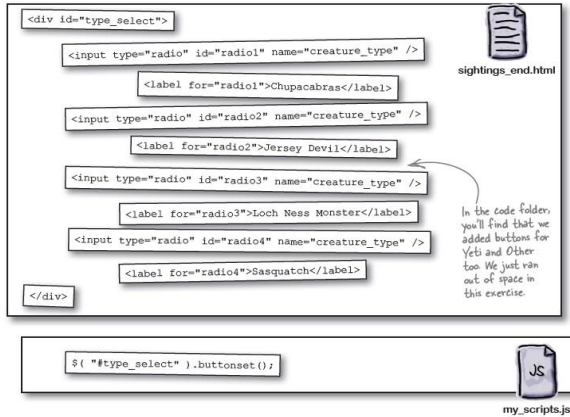 <div id="type_select">
<input type="radio" id="radio1" name="creature_type" />
<label for="radio1">Chupacabras</label>
<input type="radio" id="radio2" name="creature_type" />
<label for="radio2">Jersey Devil</label>
<input type="radio" id="radio3" name="creature_type" />
<label for="radio3">Loch Ness Monster</label>
<input type="radio" id="radio4" name="creature_type" />
<label for="radio4">Sasquatch</label>
</div>
sightings_end.html
In the code folder,
you'll find that we
added buttons for
Yeti and Other
too. We just ran
out of space in
this exercise.
$( "#type_select" ).buttonset();
JS
my_scripts.js